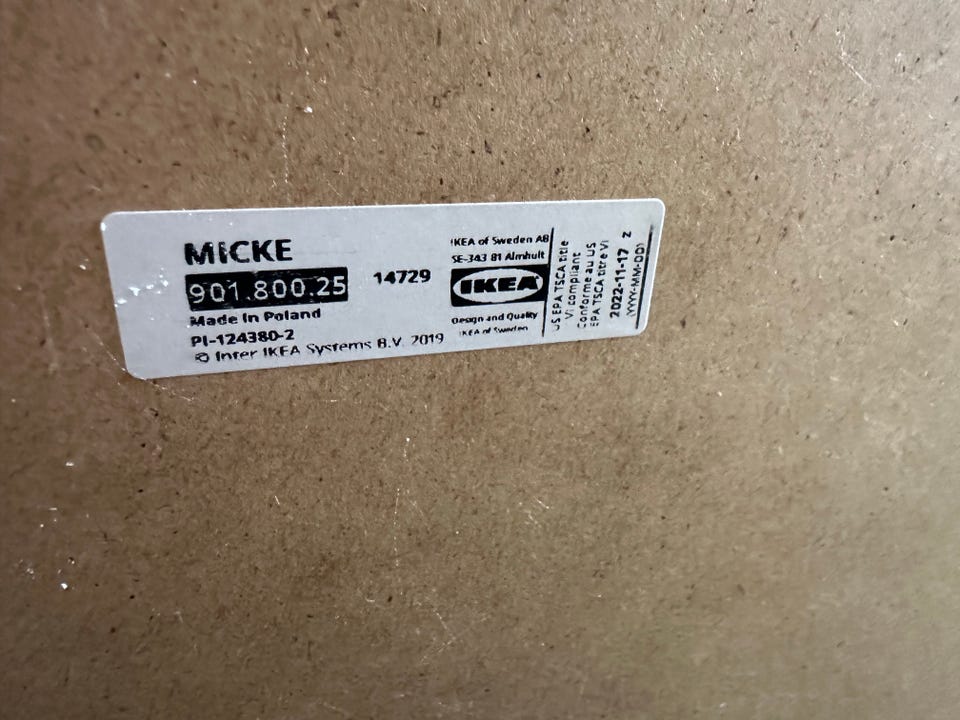 MICKE
901.800.25
14729
Made in Poland
PI-124380-2
© Inter IKEA Systems B.V. 2019
IKEA of Sweden AB
SE-343 81 Älmhult
IKEA
Design and Quality
IKEA of Sweden
US EPA TSCA title
VI compliant
Conforme au US
EPA TSCA titre VI
2022-11-17 Z
(YYYY-MM-DD)